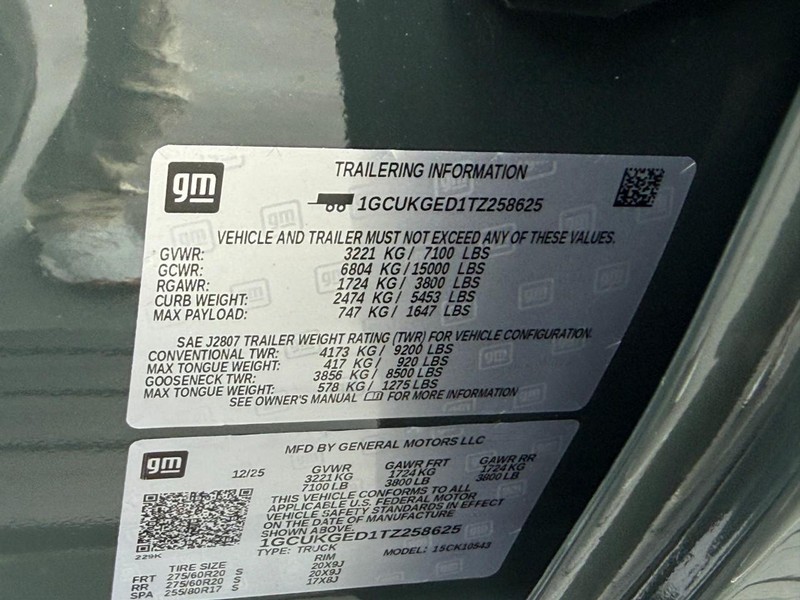 gm
TRAILERING INFORMATION
1GCUKGED1TZ258625
VEHICLE AND TRAILER MUST NOT EXCEED ANY OF THESE VALUES.
GVWR: 3221 KG / 7100 LBS
GCWR: 6804 KG / 15000 LBS
RGAWR: 1724 KG / 3800 LBS
CURB WEIGHT: 2474 KG / 5453 LBS
MAX PAYLOAD: 747 KG / 1647 LBS
SAE J2807 TRAILER WEIGHT RATING (TWR) FOR VEHICLE CONFIGURATION.
CONVENTIONAL TWR: 4173 KG / 9200 LBS
MAX TONGUE WEIGHT: 417 KG / 920 LBS
GOOSENECK TWR: 3856 KG / 8500 LBS
MAX TONGUE WEIGHT: 578 KG / 1275 LBS
SEE OWNER'S MANUAL FOR MORE INFORMATION
gm
MFD BY GENERAL MOTORS LLC
12/25 GVWR GAWR FRT GAWR RR
3221KG 1724KG 1724KG
7100 LB 3800 LB 3800 LB
THIS VEHICLE CONFORMS TO ALL
APPLICABLE U.S. FEDERAL MOTOR
VEHICLE SAFETY STANDARDS IN EFFECT
ON THE DATE OF MANUFACTURE
SHOWN ABOVE.
1GCUKGED1TZ258625
229K
TYPE: TRUCK MODEL: 15CK10543
TIRE SIZE RIM
FRT 275/60R20 S 20X9J
RR 275/60R20 S 20X9J
SPA 255/80R17 S 17X8J